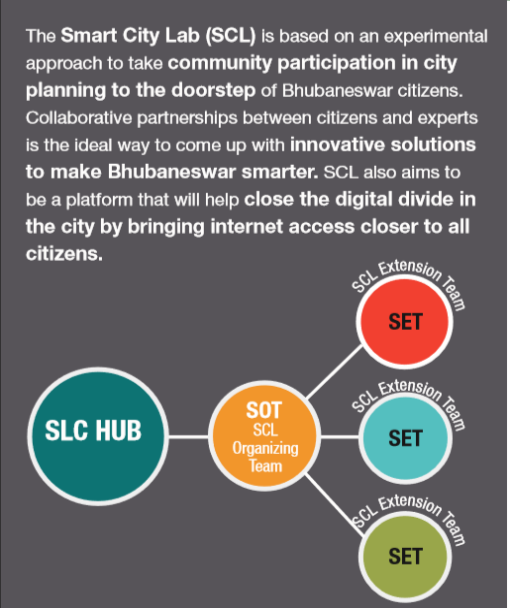 The Smart City Lab (SCL) is based on an experimental
approach to take community participation in city
planning to the doorstep of Bhubaneswar citizens.
Collaborative partnerships between citizens and experts
is the ideal way to come up with innovative solutions
to make Bhubaneswar smarter. SCL also aims to
be a platform that will help close the digital divide in
the city by bringing internet access closer to all
citizens.
SCL Extension Team
SET
SLC HUB
SOT
SCL
Organizing
Team
SCL Extension Team
SET
SCL Extension Team
SET